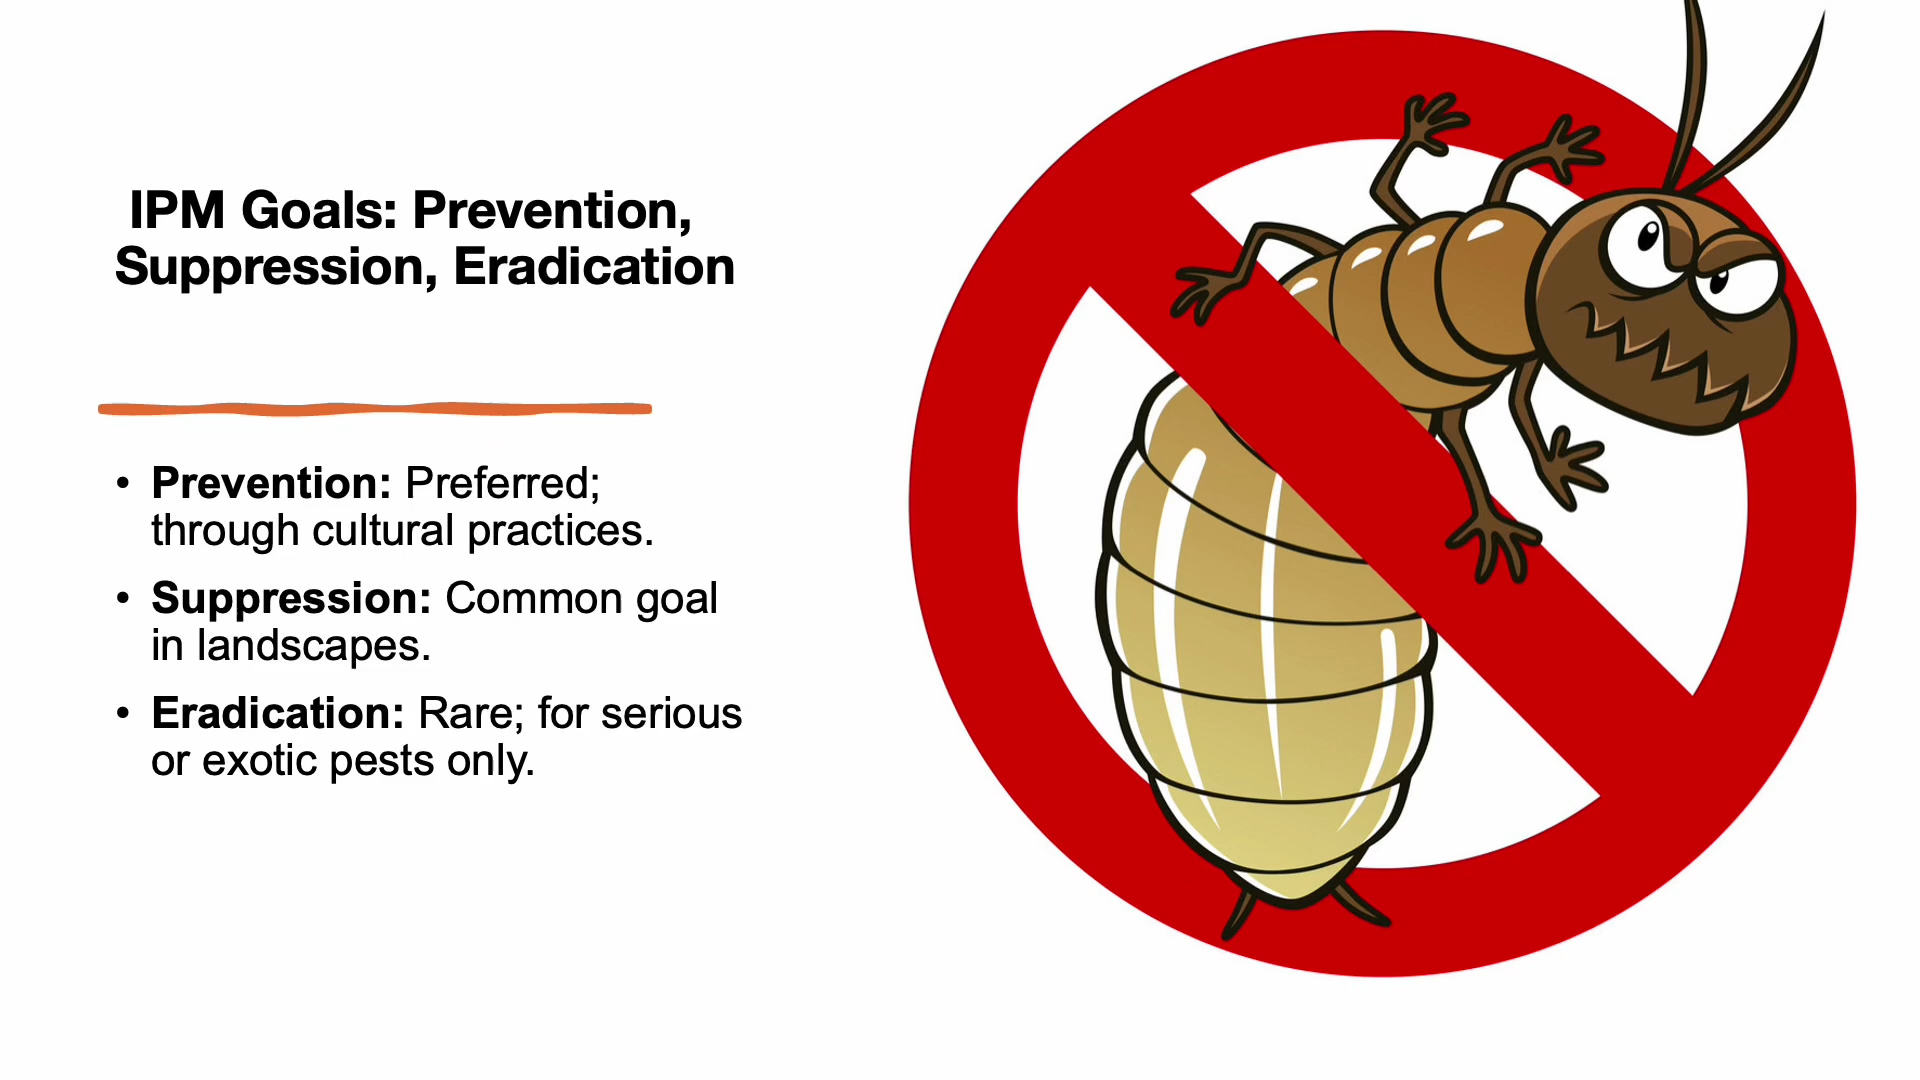 IPM Goals: Prevention,
Suppression, Eradication
• Prevention: Preferred;
through cultural practices.
• Suppression: Common goal
in landscapes.
• Eradication: Rare; for serious
or exotic pests only.